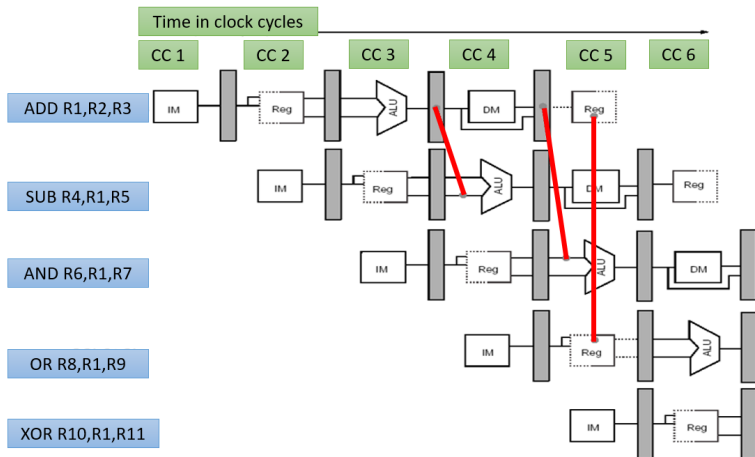 Time in clock cycles
CC 1 CC 2 CC 3 CC 4 CC 5 CC 6
ADD R1,R2,R3 IM Reg ALU DM Reg
SUB R4,R1,R5 IM Reg ALU DM Reg
AND R6,R1,R7 IM Reg ALU DM
OR R8,R1,R9 IM Reg ALU
XOR R10,R1,R11 IM Reg